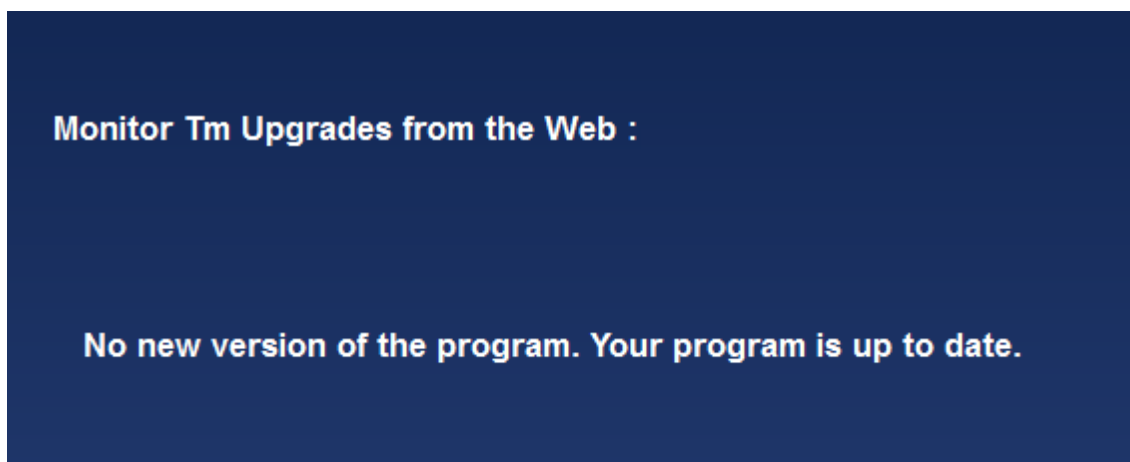 Monitor Tm Upgrades from the Web :
No new version of the program. Your program is up to date.